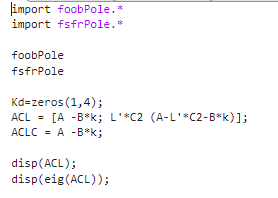 import foobPole.*
import fsfrPole.*
foobPole
fsfrPole
Kd=zeros(1,4);
ACL = [A -B*k; L'*C2 (A-L'*C2-B*k)];
ACLC = A -B*k;
disp(ACL);
disp(eig(ACL));